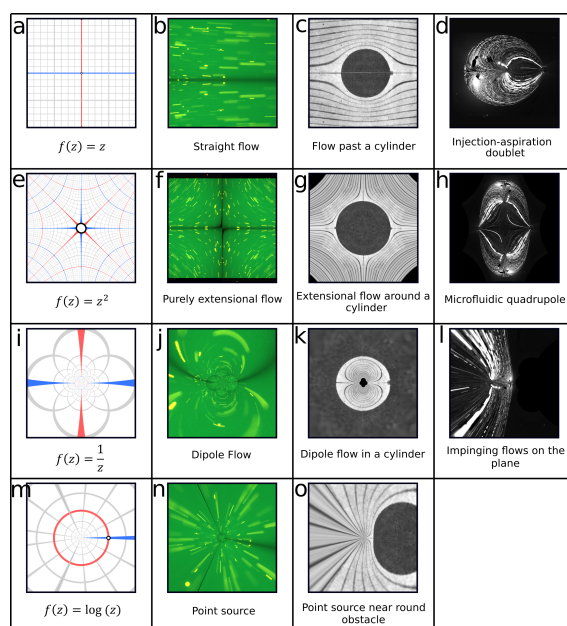 a
b
c
d
f(z) = z
Straight flow
Flow past a cylinder
Injection-aspiration
doublet
e
f
g
h
f(z) = z²
Purely extensional flow
Extensional flow around a
cylinder
Microfluidic quadrupole
i
j
k
l
f(z) = 1/z
Dipole Flow
Dipole flow in a cylinder
Impinging flows on the
plane
m
n
o
f(z) = log (z)
Point source
Point source near round
obstacle